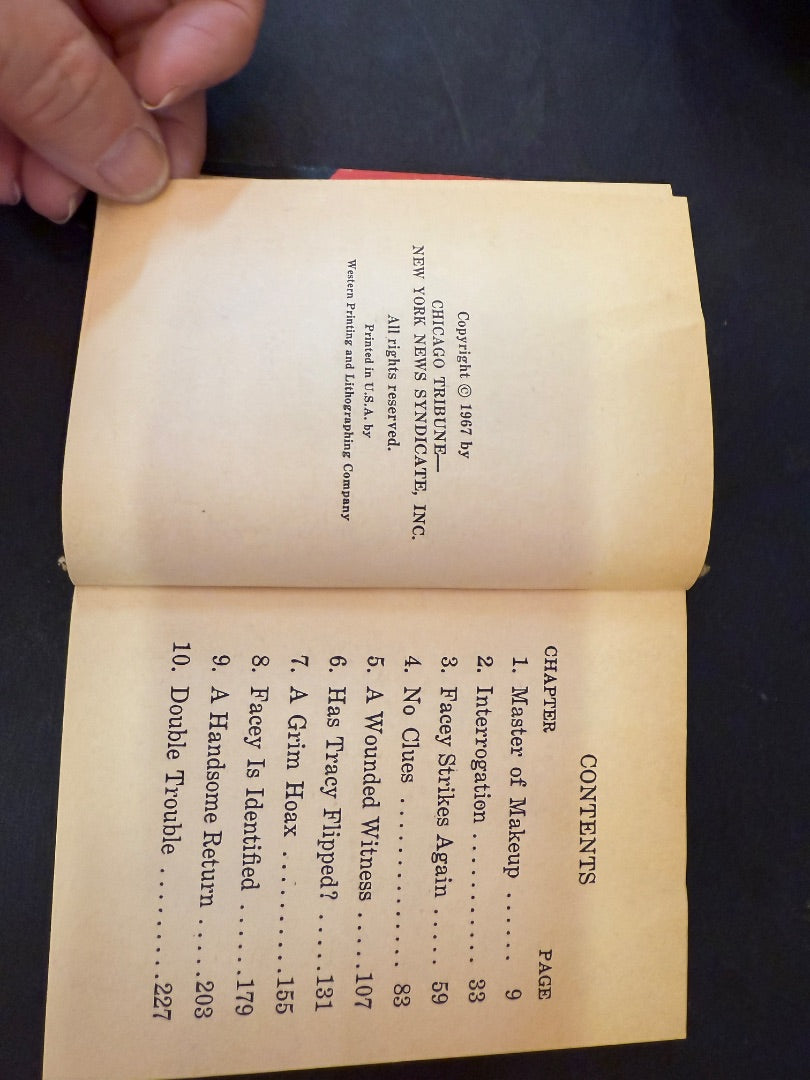 Copyright © 1967 by
CHICAGO TRIBUNE—
NEW YORK NEWS SYNDICATE, INC.
All rights reserved.
Printed in U.S.A. by
Western Printing and Lithographing Company
CONTENTS
CHAPTER PAGE
1. Master of Makeup ....... 9
2. Interrogation ........... 33
3. Facey Strikes Again ..... 59
4. No Clues ............... 83
5. A Wounded Witness .....107
6. Has Tracy Flipped? .....131
7. A Grim Hoax ...........155
8. Facey Is Identified .......179
9. A Handsome Return .....203
10. Double Trouble ..........227